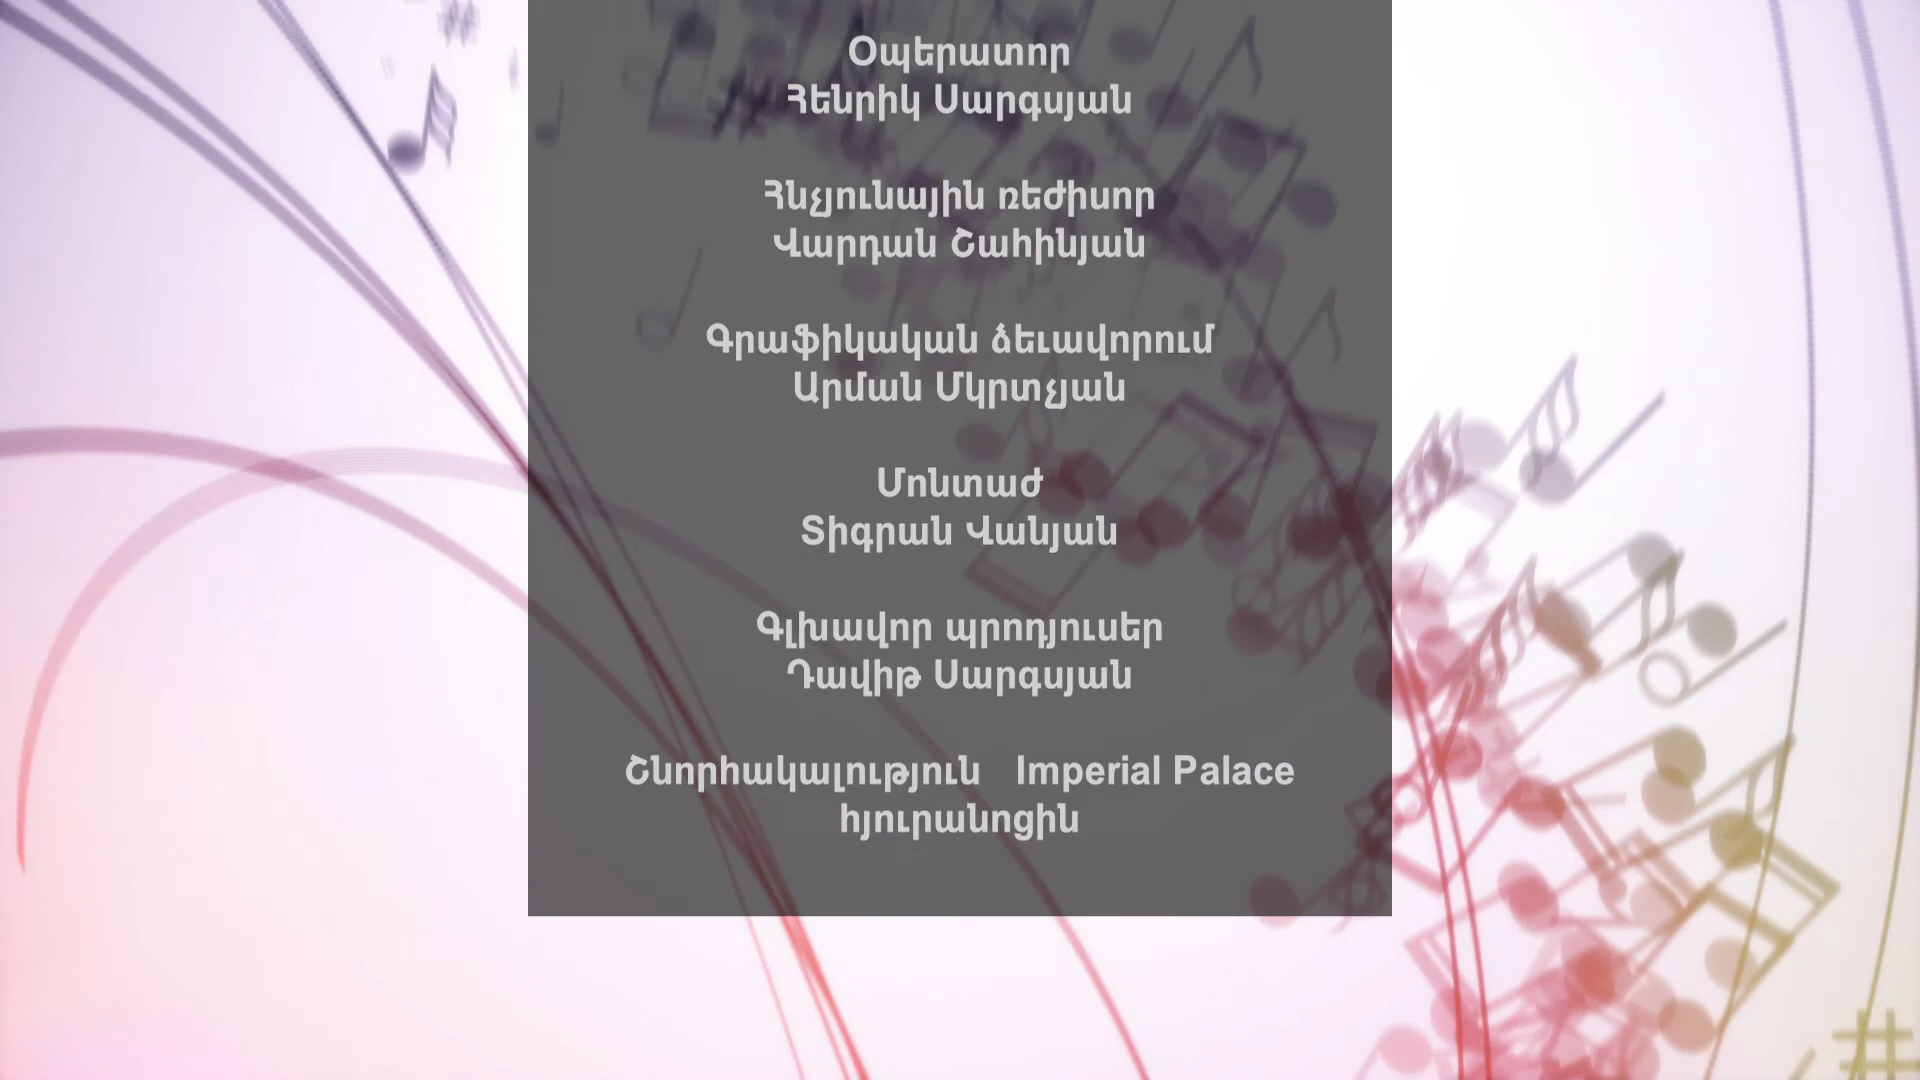 Օպերատոր
Հենրիկ Սարգսյան
Հնչյունային ռեժիսոր
Վարդան Շահինյան
Գրաֆիկական ձեւավորում
Արման Մկրտչյան
Մոնտաժ
Տիգրան Վանյան
Գլխավոր պրոդյուսեր
Դավիթ Սարգսյան
Շնորհակալություն Imperial Palace
հյուրանոցին